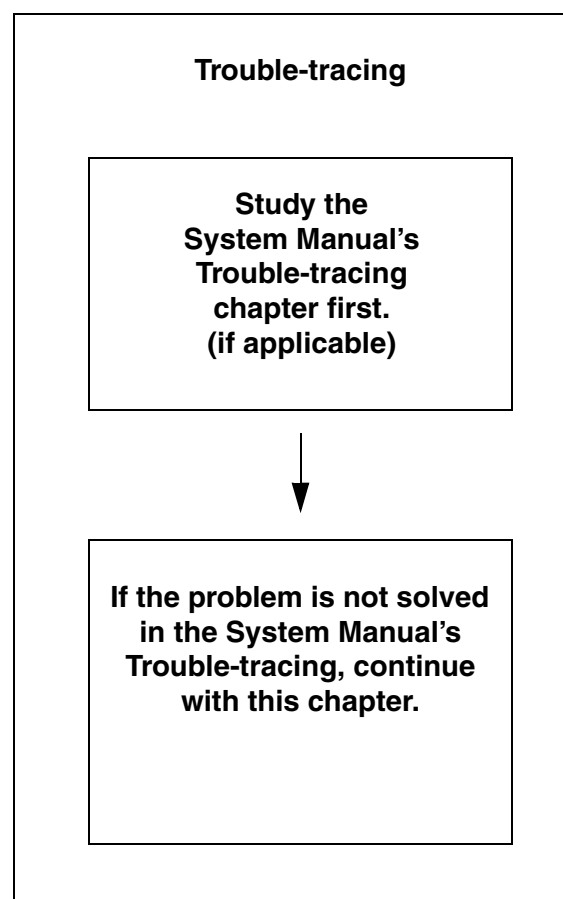 Trouble-tracing
Study the
System Manual’s
Trouble-tracing
chapter first.
(if applicable)
If the problem is not solved
in the System Manual’s
Trouble-tracing, continue
with this chapter.